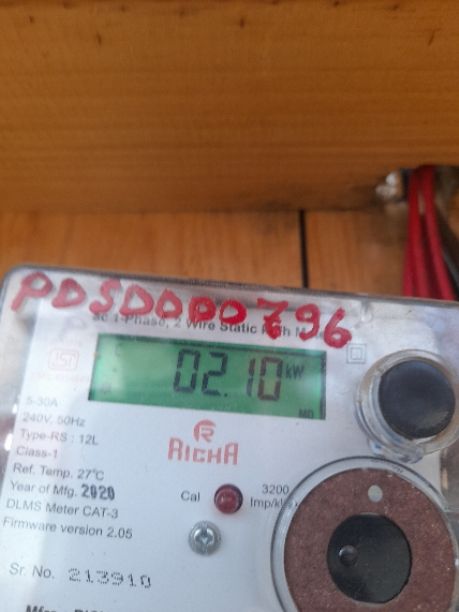 PDSD0D00796
ac 1-Phase, 2 Wire Static
02.10 kW
MD
5-30A
240V, 50Hz
Type-RS : 12L
Class-1
Ref. Temp. 27°C
Year of Mfg. 2020
DLMS Meter CAT-3
Firmware version 2.05
Sr. No. 213910
RICHA
Cal
3200